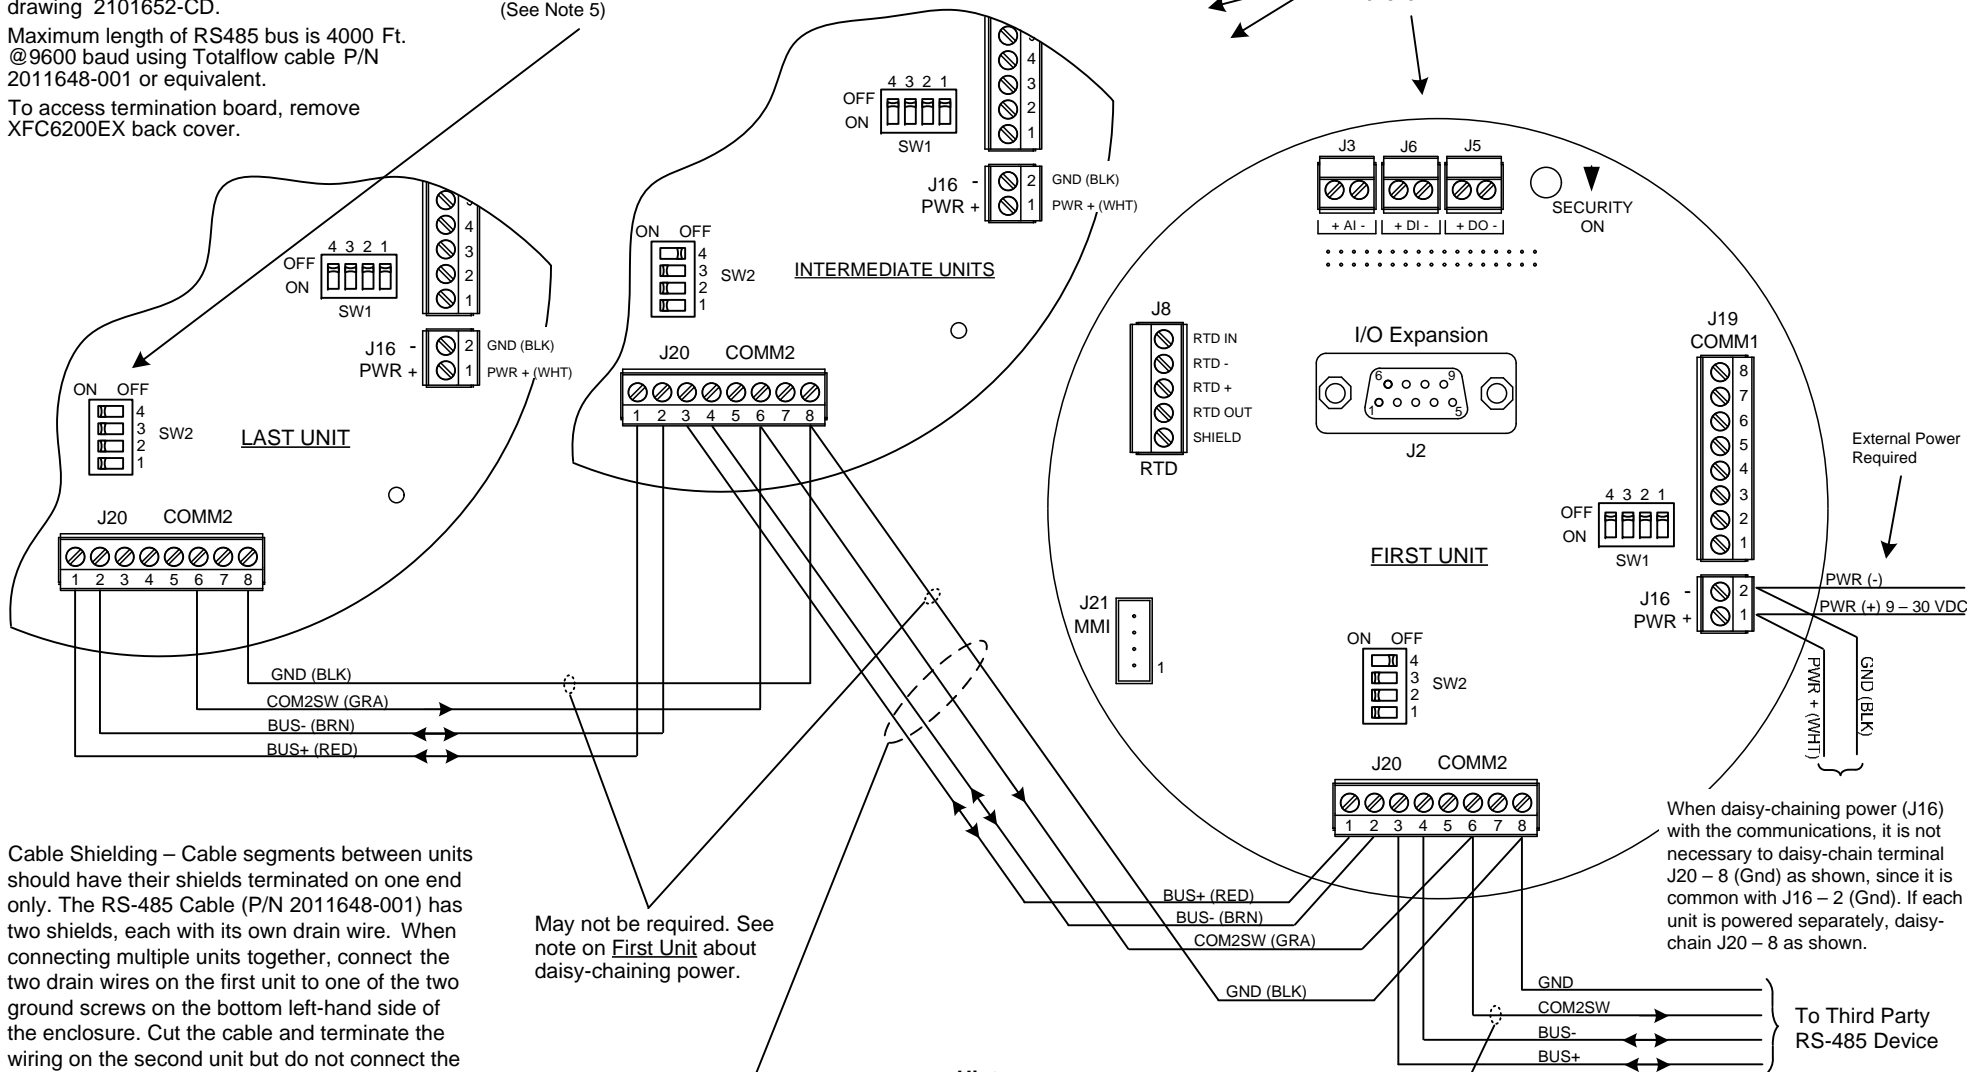 drawing  2101652-CD.
(See Note 5)
Maximum length of RS485 bus is 4000 Ft.
@9600 baud using Totalflow cable P/N
2011648-001 or equivalent.
To access termination board, remove
XFC6200EX back cover.
4 3 2 1
OFF
ON
SW1
4
3
2
1
J16 -
PWR +
2 GND (BLK)
1 PWR + (WHT)
ON OFF
4
3
2
1
SW2
LAST UNIT
J20 COMM2
1 2 3 4 5 6 7 8
4 3 2 1
OFF
ON
SW1
4
3
2
1
J16 -
PWR +
2 GND (BLK)
1 PWR + (WHT)
ON OFF
4
3
2
1
SW2
INTERMEDIATE UNITS
J20 COMM2
1 2 3 4 5 6 7 8
GND (BLK)
COM2SW (GRA)
BUS- (BRN)
BUS+ (RED)
J3 J6 J5
+ AI - + DI - + DO -
SECURITY
ON
J8
RTD IN
RTD -
RTD +
RTD OUT
SHIELD
RTD
I/O Expansion
6 9
1 5
J2
J19
COMM1
8
7
6
5
4
3
2
1
4 3 2 1
OFF
ON
SW1
FIRST UNIT
J16 -
PWR +
2
1
External Power
Required
PWR (-)
PWR (+) 9 – 30 VDC
PWR + (WHT)
GND (BLK)
J21
MMI
1
ON OFF
4
3
2
1
SW2
J20 COMM2
1 2 3 4 5 6 7 8
BUS+ (RED)
BUS- (BRN)
COM2SW (GRA)
GND (BLK)
When daisy-chaining power (J16)
with the communications, it is not
necessary to daisy-chain terminal
J20 – 8 (Gnd) as shown, since it is
common with J16 – 2 (Gnd). If each
unit is powered separately, daisy-
chain J20 – 8 as shown.
GND
COM2SW
BUS-
BUS+
To Third Party
RS-485 Device
May not be required. See
note on First Unit about
daisy-chaining power.
Cable Shielding – Cable segments between units
should have their shields terminated on one end
only. The RS-485 Cable (P/N 2011648-001) has
two shields, each with its own drain wire.  When
connecting multiple units together, connect the
two drain wires on the first unit to one of the two
ground screws on the bottom left-hand side of
the enclosure. Cut the cable and terminate the
wiring on the second unit but do not connect the